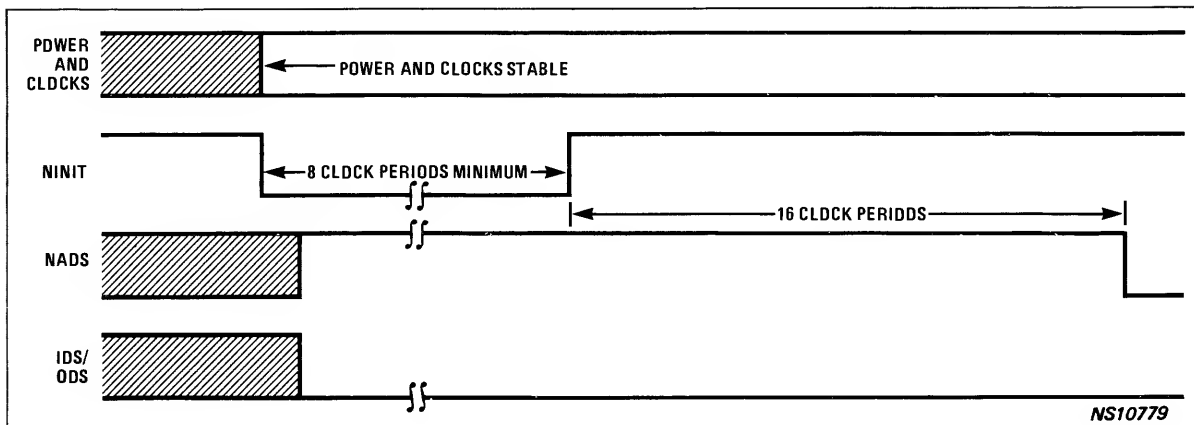 PDWER
AND
CLDCKS
POWER AND CLOCKS STABLE
NINIT
8 CLDCK PERIODS MINIMUM
16 CLDCK PERIDDS
NADS
IDS/
ODS
NS10779